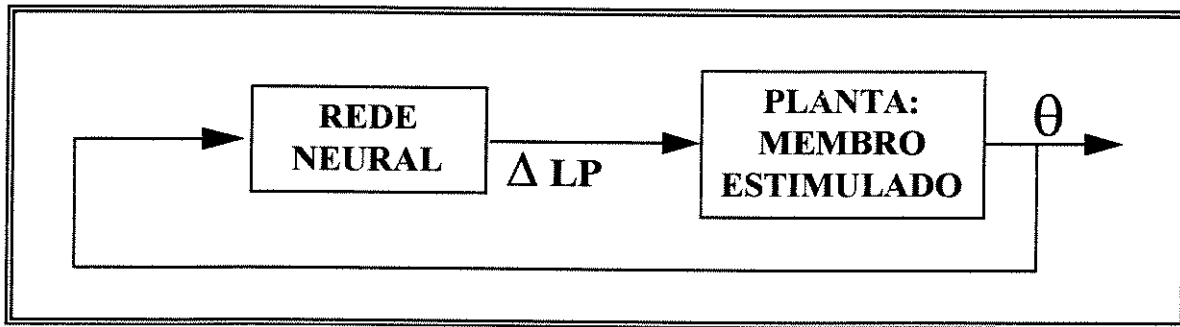 REDE
NEURAL
Δ LP
PLANTA:
MEMBRO
ESTIMULADO
θ